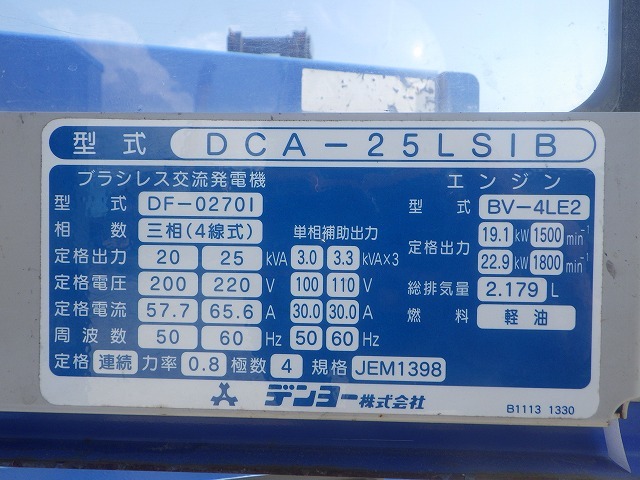 型式 DCA-25LSIB
ブラシレス交流発電機 エンジン
型式 DF-0270I 型式 BV-4LE2
相数 三相(4線式) 単相補助出力 定格出力 19.1 kW 1500 min-1
定格出力 20 25 kVA 3.0 3.3 kVA×3 22.9 kW 1800 min-1
定格電圧 200 220 V 100 110 V 総排気量 2.179 L
定格電流 57.7 65.6 A 30.0 30.0 A 燃料 軽油
周波数 50 60 Hz 50 60 Hz
定格 連続 力率 0.8 極数 4 規格 JEM1398
デンヨー株式会社
B1113 1330